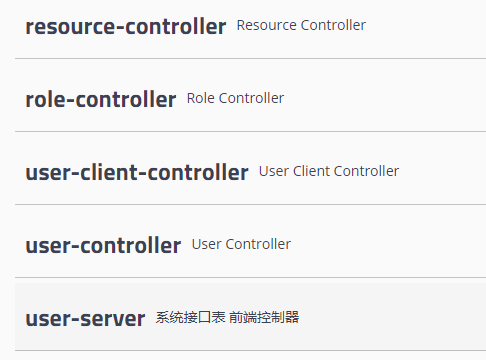 resource-controller Resource Controller
role-controller Role Controller
user-client-controller User Client Controller
user-controller User Controller
user-server 系统接口表 前端控制器